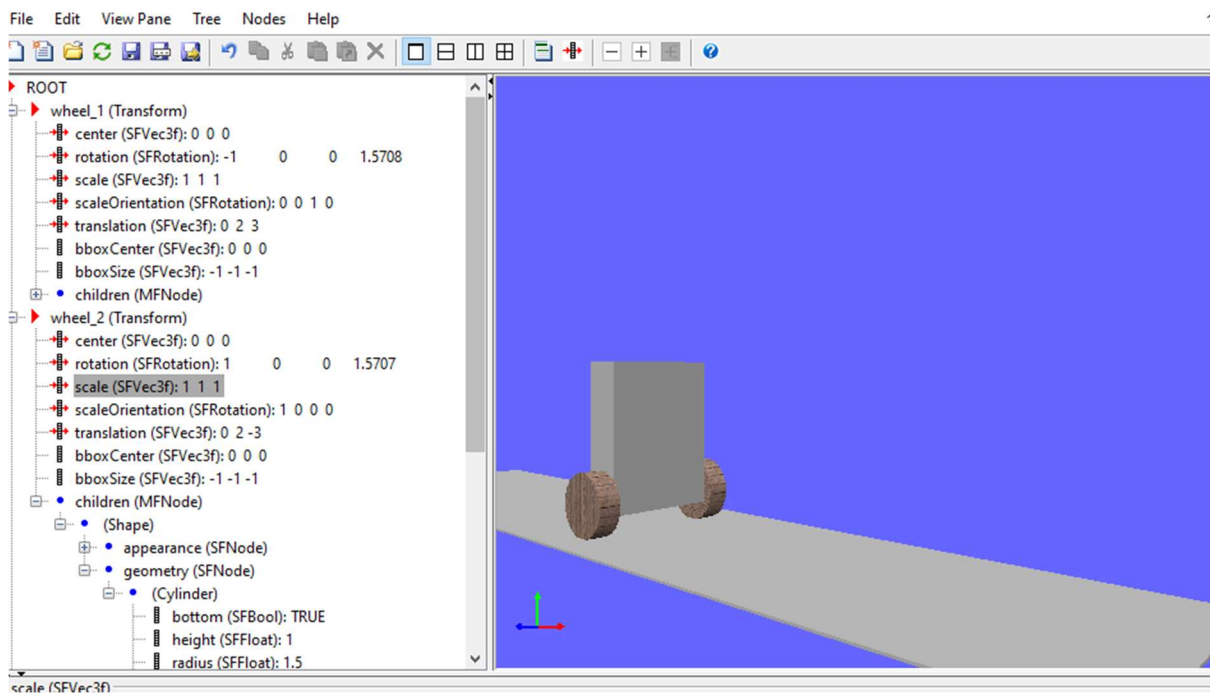 File Edit View Pane Tree Nodes Help
ROOT
wheel_1 (Transform)
center (SFVec3f): 0 0 0
rotation (SFRotation): -1 0 0 1.5708
scale (SFVec3f): 1 1 1
scaleOrientation (SFRotation): 0 0 1 0
translation (SFVec3f): 0 2 3
bboxCenter (SFVec3f): 0 0 0
bboxSize (SFVec3f): -1 -1 -1
children (MFNode)
wheel_2 (Transform)
center (SFVec3f): 0 0 0
rotation (SFRotation): 1 0 0 1.5707
scale (SFVec3f): 1 1 1
scaleOrientation (SFRotation): 1 0 0 0
translation (SFVec3f): 0 2 -3
bboxCenter (SFVec3f): 0 0 0
bboxSize (SFVec3f): -1 -1 -1
children (MFNode)
(Shape)
appearance (SFNode)
geometry (SFNode)
(Cylinder)
bottom (SFBool): TRUE
height (SFFloat): 1
radius (SFFloat): 1.5
scale (SFVec3f)